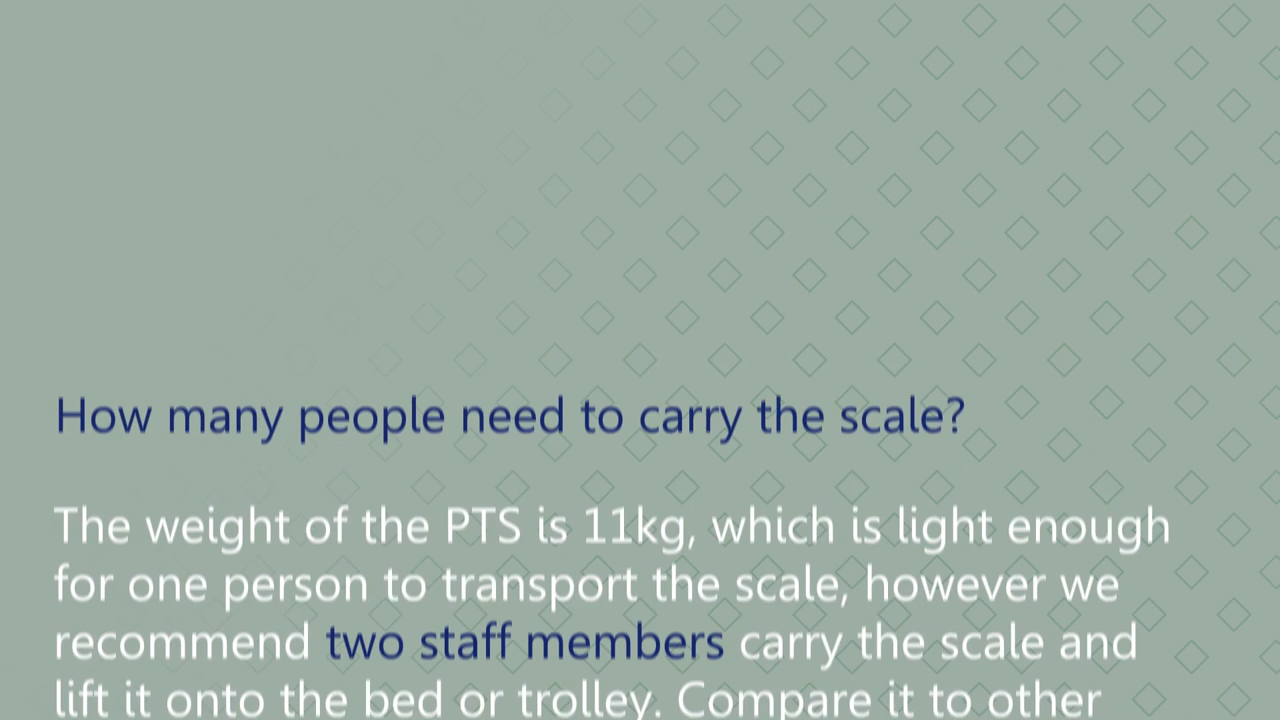 How many people need to carry the scale?
The weight of the PTS is 11kg, which is light enough
for one person to transport the scale, however we
recommend two staff members carry the scale and
lift it onto the bed or trolley. Compare it to other